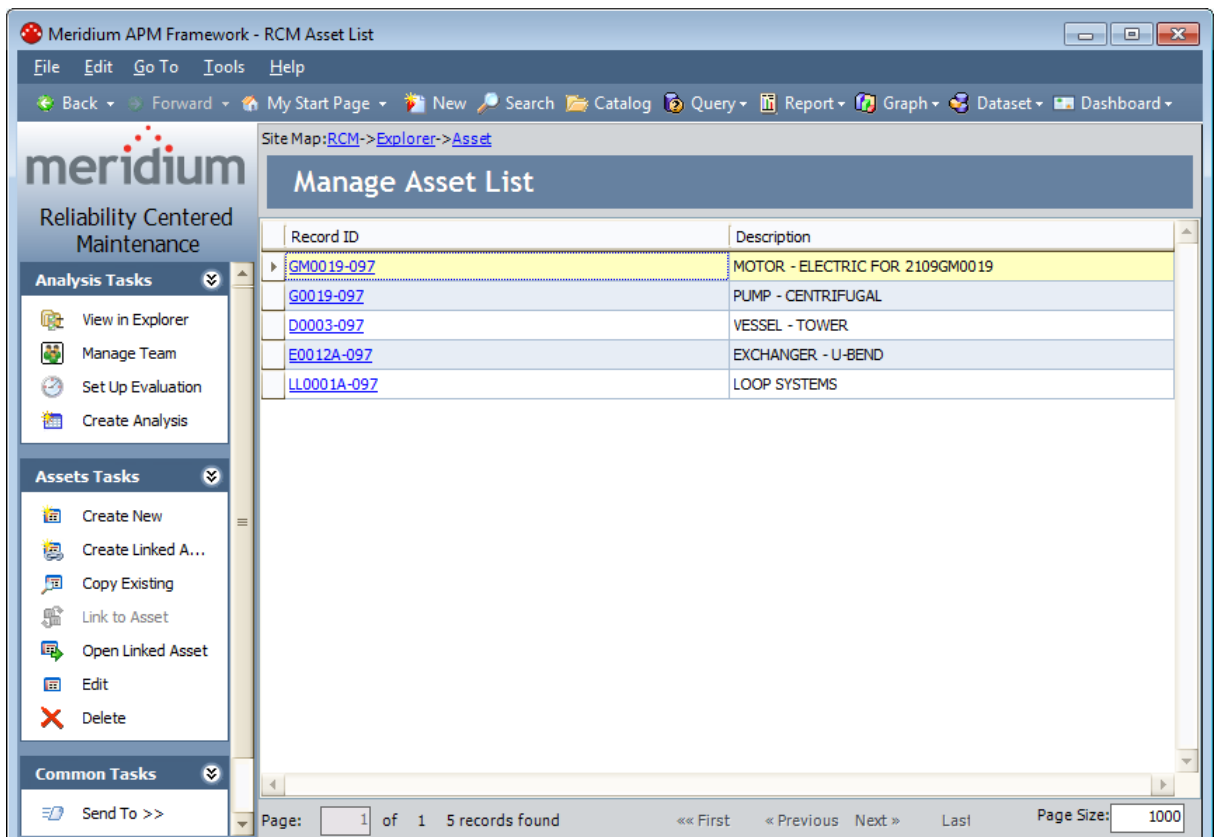 Meridium APM Framework - RCM Asset List
File Edit Go To Tools Help
Back Forward My Start Page New Search Catalog Query Report Graph Dataset Dashboard
meridium
Reliability Centered
Maintenance
Analysis Tasks
View in Explorer
Manage Team
Set Up Evaluation
Create Analysis
Assets Tasks
Create New
Create Linked A...
Copy Existing
Link to Asset
Open Linked Asset
Edit
Delete
Common Tasks
Send To >>
Site Map:RCM->Explorer->Asset
Manage Asset List
Record ID Description
GM0019-097 MOTOR - ELECTRIC FOR 2109GM0019
G0019-097 PUMP - CENTRIFUGAL
D0003-097 VESSEL - TOWER
E0012A-097 EXCHANGER - U-BEND
LL0001A-097 LOOP SYSTEMS
Page: 1 of 1 5 records found «« First « Previous Next » Last Page Size: 1000